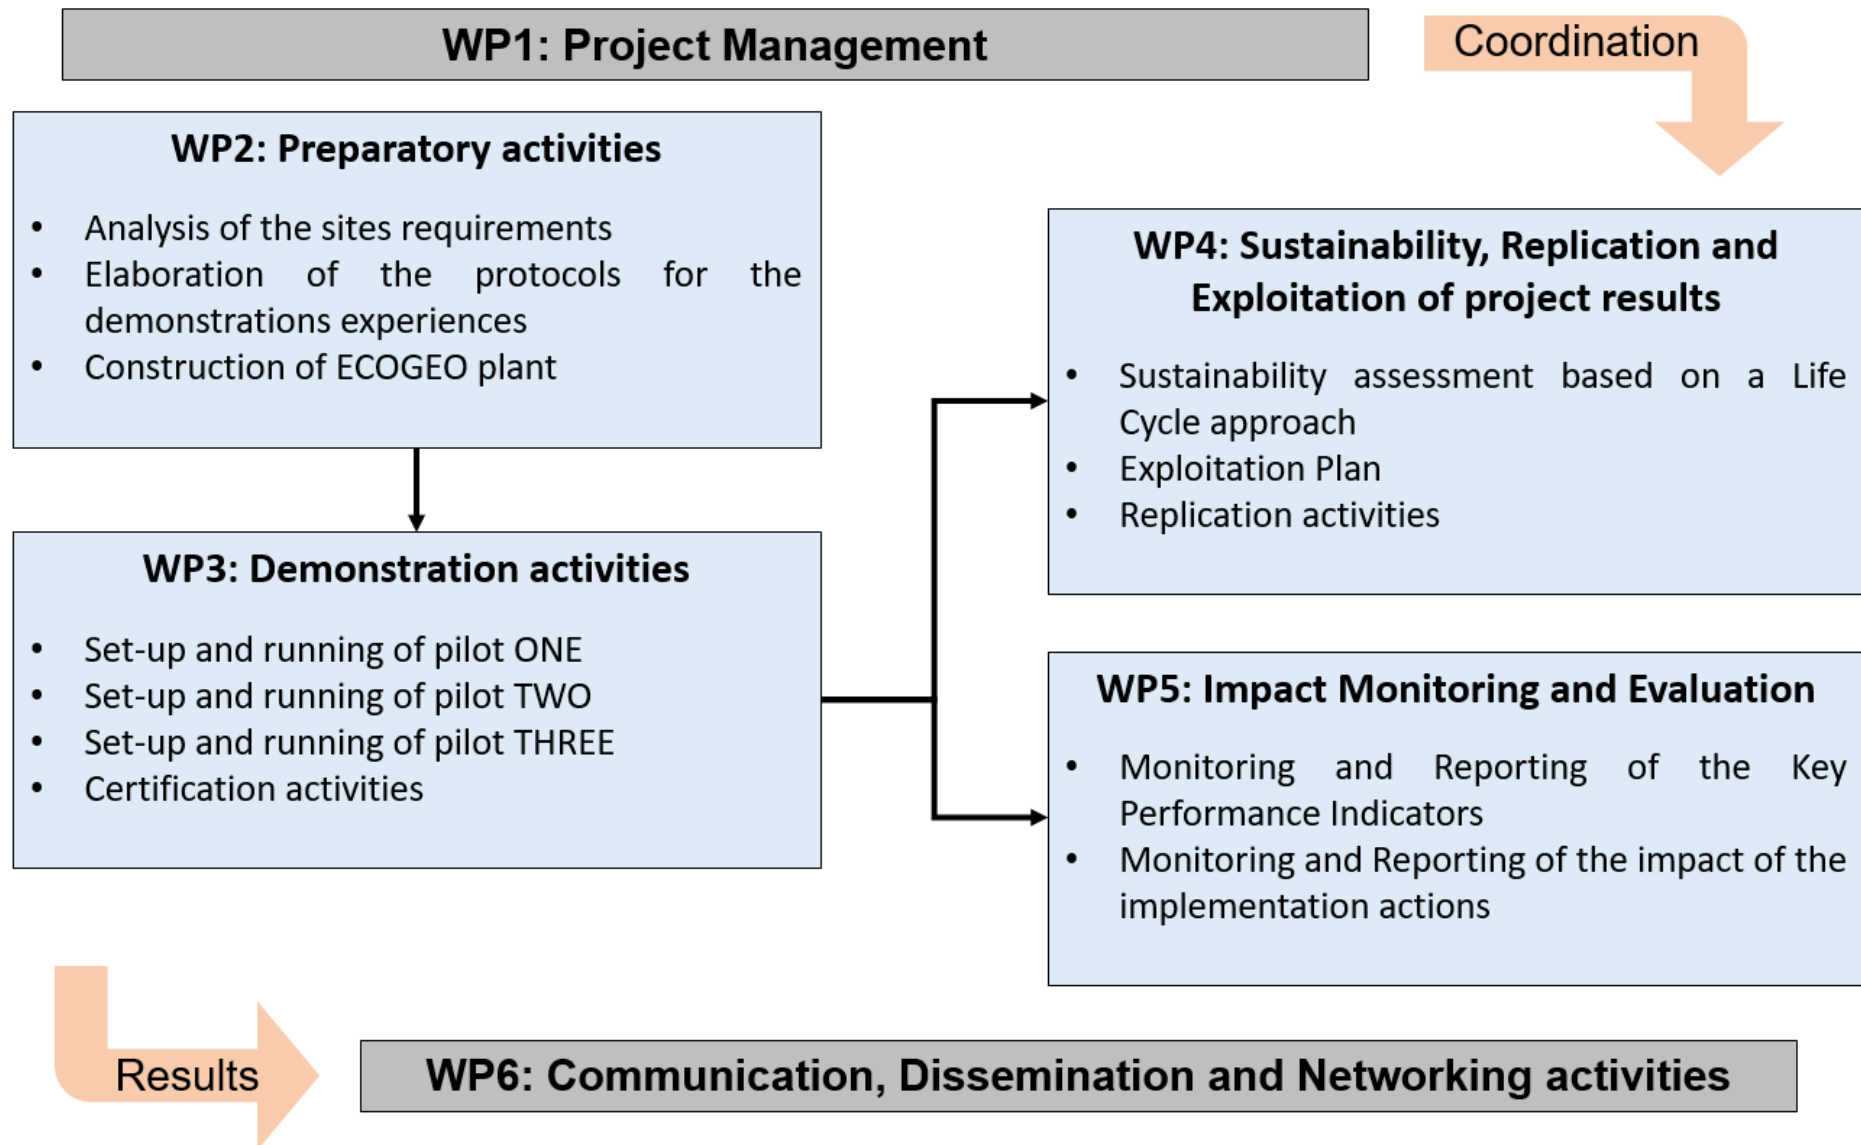 WP1: Project Management
Coordination
WP2: Preparatory activities
• Analysis of the sites requirements
• Elaboration of the protocols for the
demonstrations experiences
• Construction of ECOGEO plant
WP3: Demonstration activities
• Set-up and running of pilot ONE
• Set-up and running of pilot TWO
• Set-up and running of pilot THREE
• Certification activities
WP4: Sustainability, Replication and
Exploitation of project results
• Sustainability assessment based on a Life
Cycle approach
• Exploitation Plan
• Replication activities
WP5: Impact Monitoring and Evaluation
• Monitoring and Reporting of the Key
Performance Indicators
• Monitoring and Reporting of the impact of the
implementation actions
Results
WP6: Communication, Dissemination and Networking activities